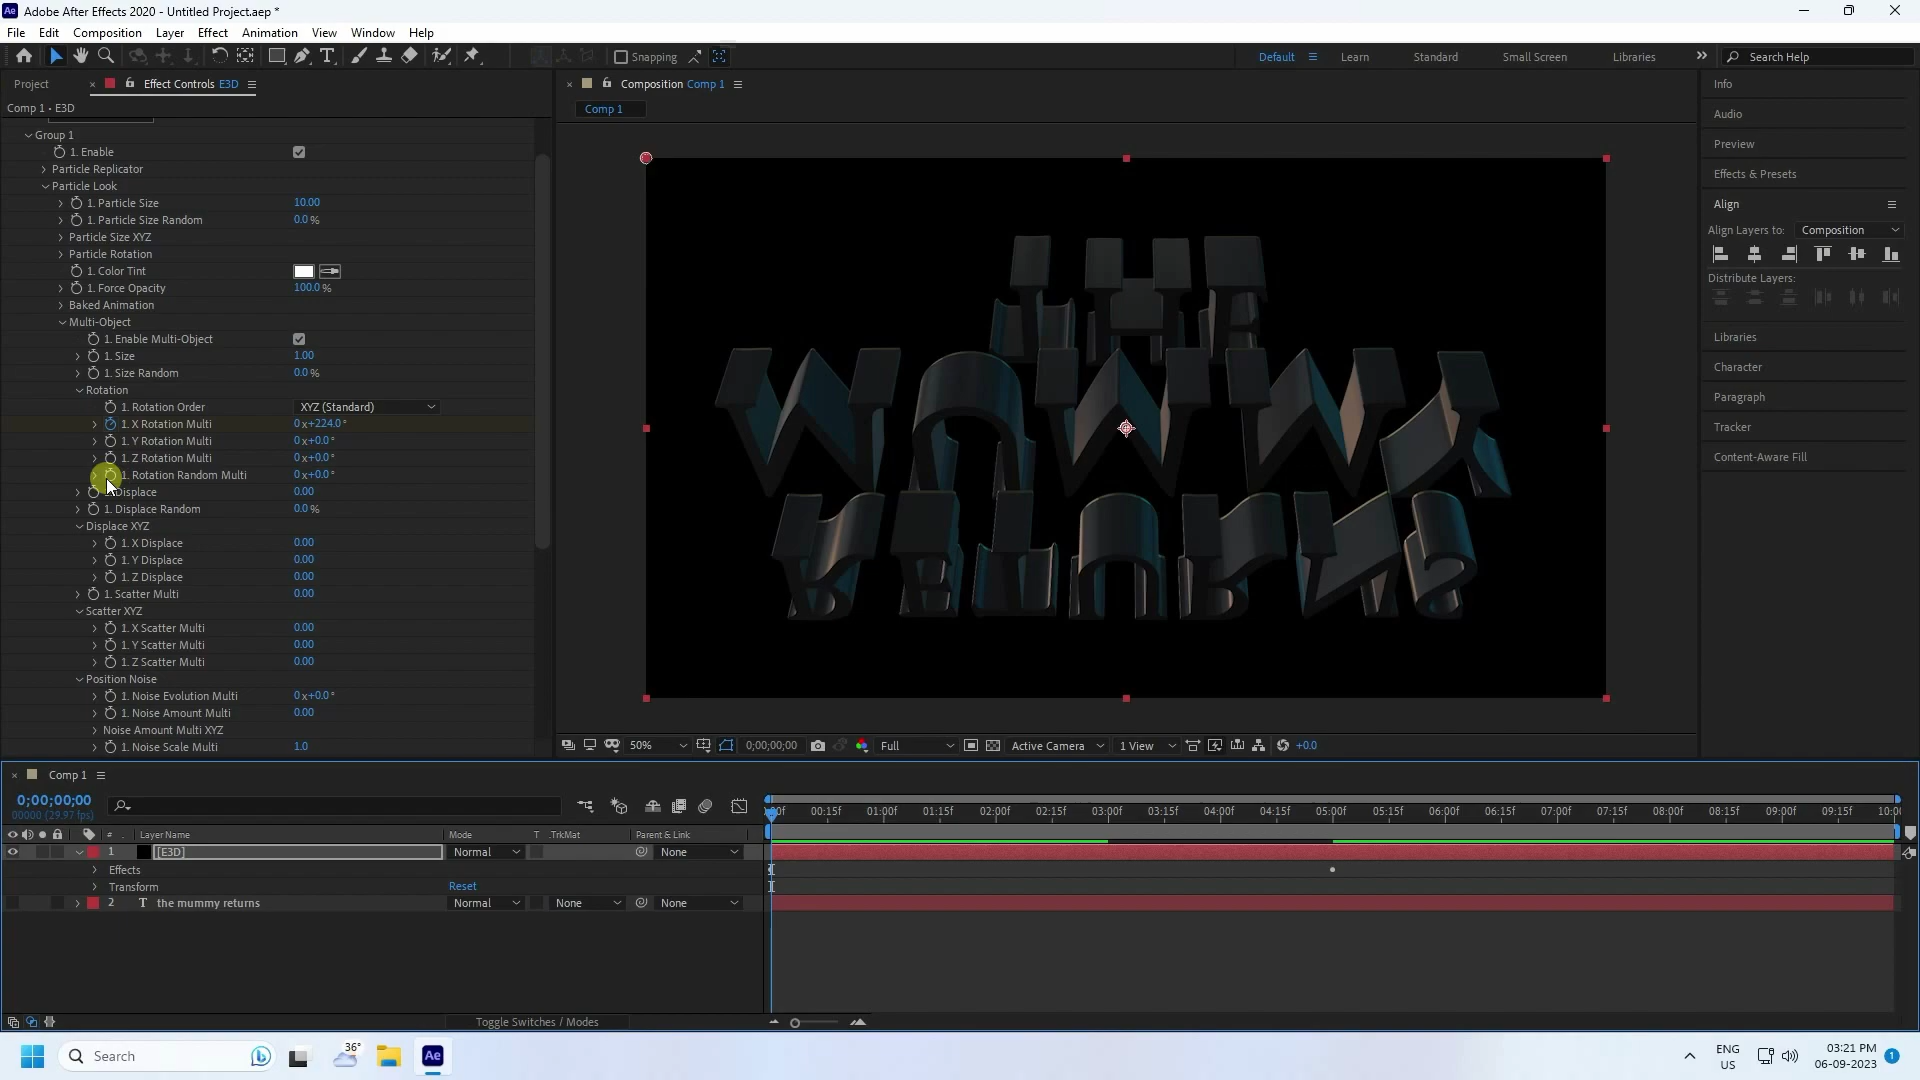 Adobe After Effects 2020 - Untitled Project.aep *
File Edit Composition Layer Effect Animation View Window Help
Snapping
Default Learn Standard Small Screen Libraries Search Help
Project Effect Controls E3D
Comp 1 • E3D
Group 1
1. Enable
Particle Replicator
Particle Look
1. Particle Size 10.00
1. Particle Size Random 0.0 %
Particle Size XYZ
Particle Rotation
1. Color Tint
1. Force Opacity 100.0 %
Baked Animation
Multi-Object
1. Enable Multi-Object
1. Size 1.00
1. Size Random 0.0 %
Rotation
1. Rotation Order XYZ (Standard)
1. X Rotation Multi 0 x+224.0 °
1. Y Rotation Multi 0 x+0.0 °
1. Z Rotation Multi 0 x+0.0 °
1. Rotation Random Multi 0 x+0.0 °
Displace 0.00
1. Displace Random 0.0 %
Displace XYZ
1. X Displace 0.00
1. Y Displace 0.00
1. Z Displace 0.00
1. Scatter Multi 0.00
Scatter XYZ
1. X Scatter Multi 0.00
1. Y Scatter Multi 0.00
1. Z Scatter Multi 0.00
Position Noise
1. Noise Evolution Multi 0 x+0.0 °
1. Noise Amount Multi 0.00
Noise Amount Multi XYZ
1. Noise Scale Multi 1.0
Composition Comp 1
Comp 1
THE
MUMMY
RETURNS
50% 0;00;00;00 Full Active Camera 1 View +0.0
Info
Audio
Preview
Effects & Presets
Align
Align Layers to: Composition
Distribute Layers:
Libraries
Character
Paragraph
Tracker
Content-Aware Fill
Comp 1
0;00;00;00
00000 (29.97 fps)
00:15f 01:00f 01:15f 02:00f 02:15f 03:00f 03:15f 04:00f 04:15f 05:00f 05:15f 06:00f 06:15f 07:00f 07:15f 08:00f 08:15f 09:00f 09:15f
# Layer Name Mode T .TrkMat Parent & Link
1 [E3D] Normal None
Effects
Transform Reset
2 T the mummy returns Normal None None
Toggle Switches / Modes
Search
36°
ENG
US
03:21 PM
06-09-2023
1